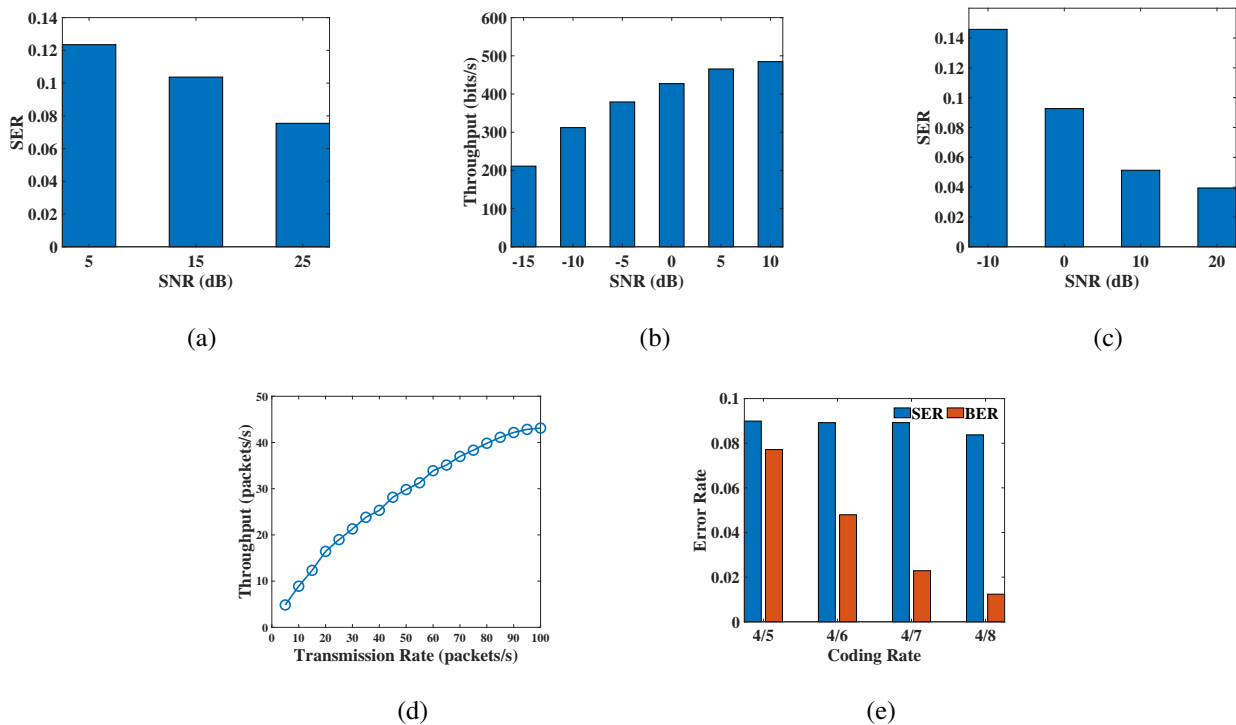 0.14
0.12
0.1
0.08
0.06
0.04
0.02
0
SER
5 15 25
SNR (dB)
(a)
600
500
400
300
200
100
0
Throughput (bits/s)
-15 -10 -5 0 5 10
SNR (dB)
(b)
0.14
0.12
0.1
0.08
0.06
0.04
0.02
0
SER
-10 0 10 20
SNR (dB)
(c)
50
40
30
20
10
0
Throughput (packets/s)
0 10 20 30 40 50 60 70 80 90 100
Transmission Rate (packets/s)
(d)
0.1
0.08
0.06
0.04
0.02
0
Error Rate
SER BER
4/5 4/6 4/7 4/8
Coding Rate
(e)